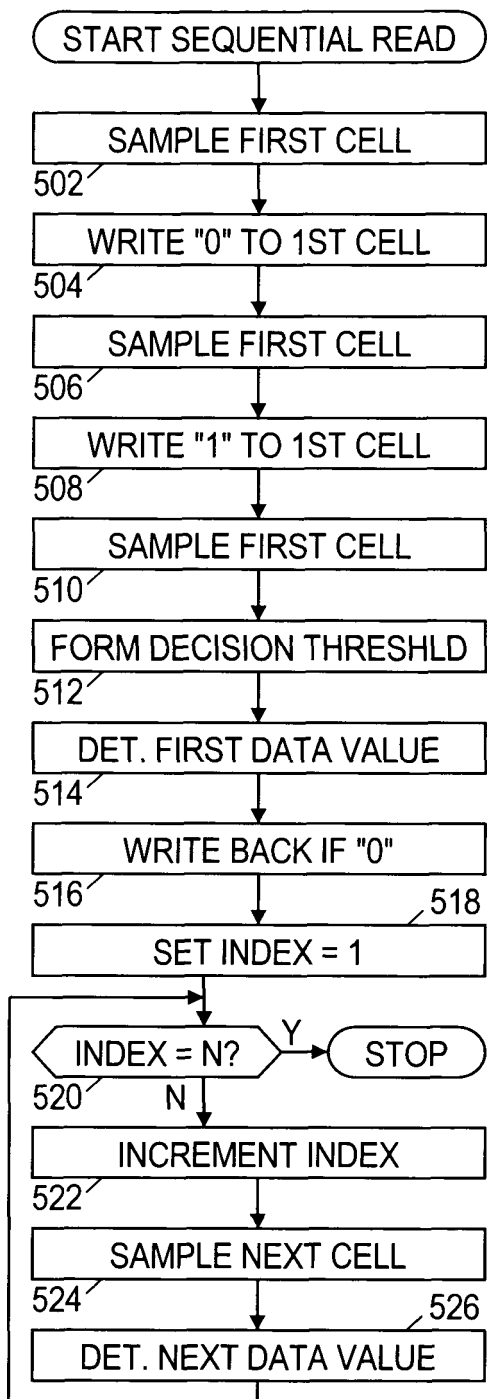 START SEQUENTIAL READ
SAMPLE FIRST CELL
502
WRITE "0" TO 1ST CELL
504
SAMPLE FIRST CELL
506
WRITE "1" TO 1ST CELL
508
SAMPLE FIRST CELL
510
FORM DECISION THRESHLD
512
DET. FIRST DATA VALUE
514
WRITE BACK IF "0"
516
518
SET INDEX = 1
INDEX = N? Y STOP
520
N
INCREMENT INDEX
522
SAMPLE NEXT CELL
524
526
DET. NEXT DATA VALUE